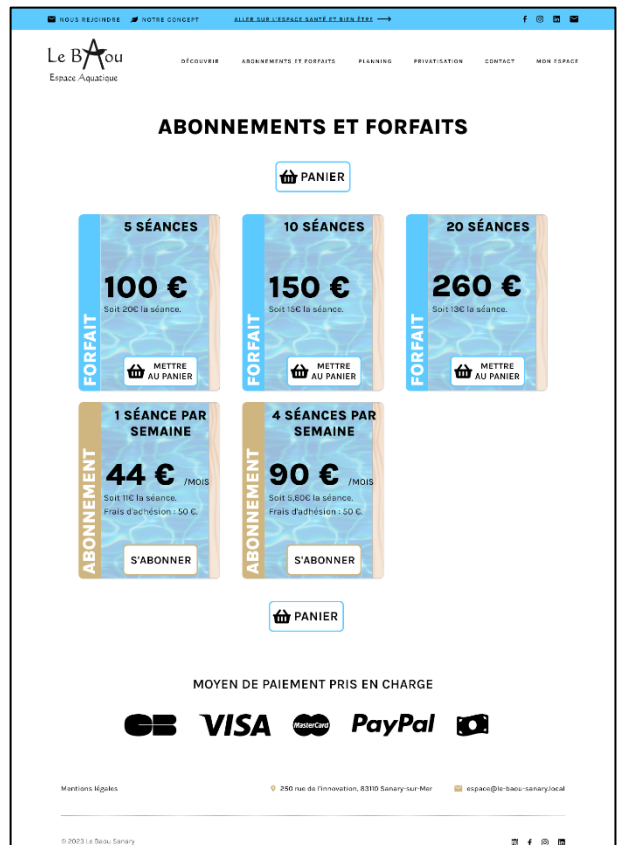 NOUS REJOINDRE NOTRE CONCEPT ALLER SUR L'ESPACE SANTÉ ET BIEN ÊTRE
Le BAou
Espace Aquatique
DÉCOUVRIR ABONNEMENTS ET FORFAITS PLANNING PRIVATISATION CONTACT MON ESPACE
ABONNEMENTS ET FORFAITS
PANIER
FORFAIT
5 SÉANCES
100 €
Soit 20€ la séance.
METTRE
AU PANIER
FORFAIT
10 SÉANCES
150 €
Soit 15€ la séance.
METTRE
AU PANIER
FORFAIT
20 SÉANCES
260 €
Soit 13€ la séance.
METTRE
AU PANIER
ABONNEMENT
1 SÉANCE PAR
SEMAINE
44 € /MOIS
Soit 11€ la séance.
Frais d'adhésion : 50 €.
S'ABONNER
ABONNEMENT
4 SÉANCES PAR
SEMAINE
90 € /MOIS
Soit 5,60€ la séance.
Frais d'adhésion : 50 €.
S'ABONNER
PANIER
MOYEN DE PAIEMENT PRIS EN CHARGE
CB VISA MasterCard PayPal
Mentions légales 250 rue de l'innovation, 83110 Sanary-sur-Mer espace@le-baou-sanary.local
© 2023 Le Baou Sanary